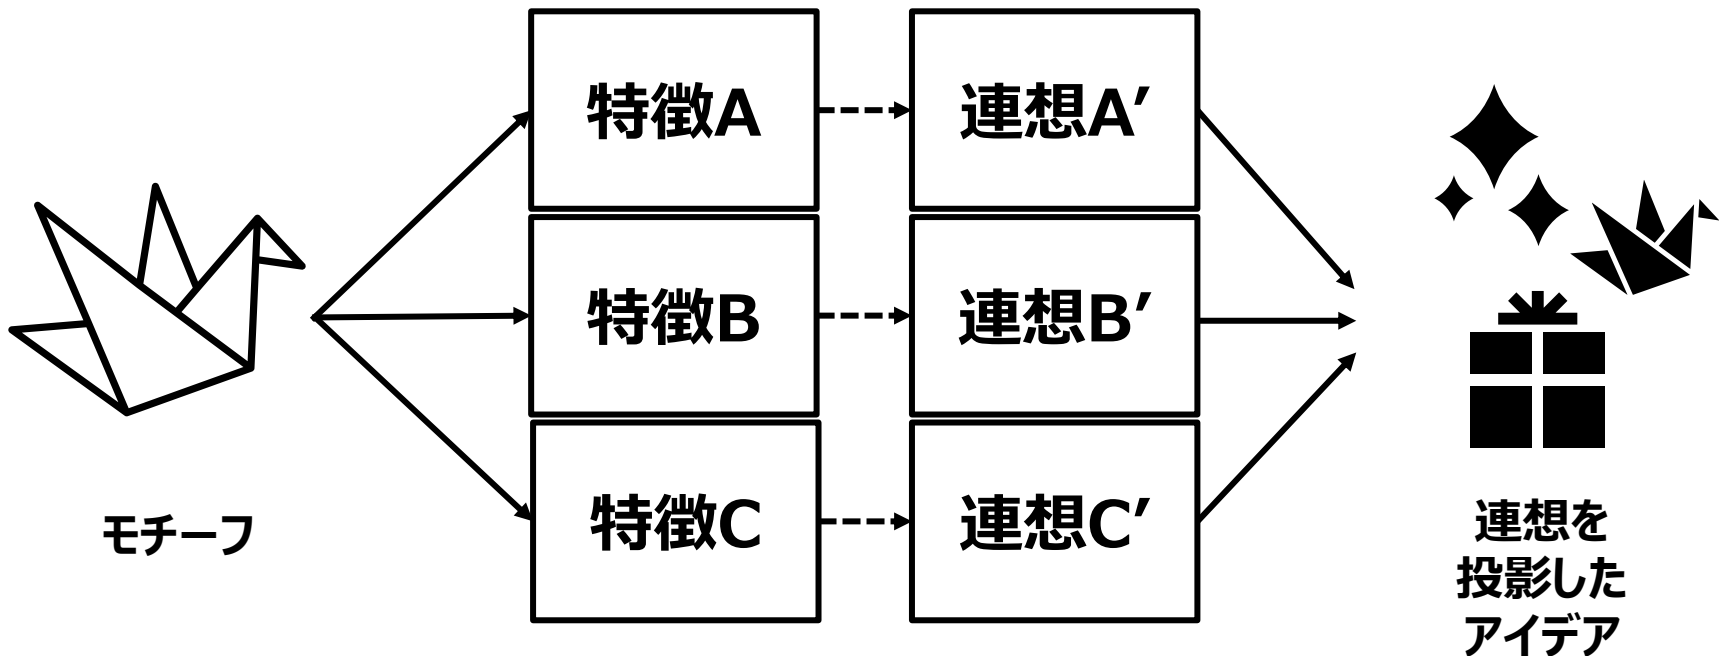 特徴A
連想A′
特徴B
連想B′
特徴C
連想C′
モチーフ
連想を
投影した
アイデア